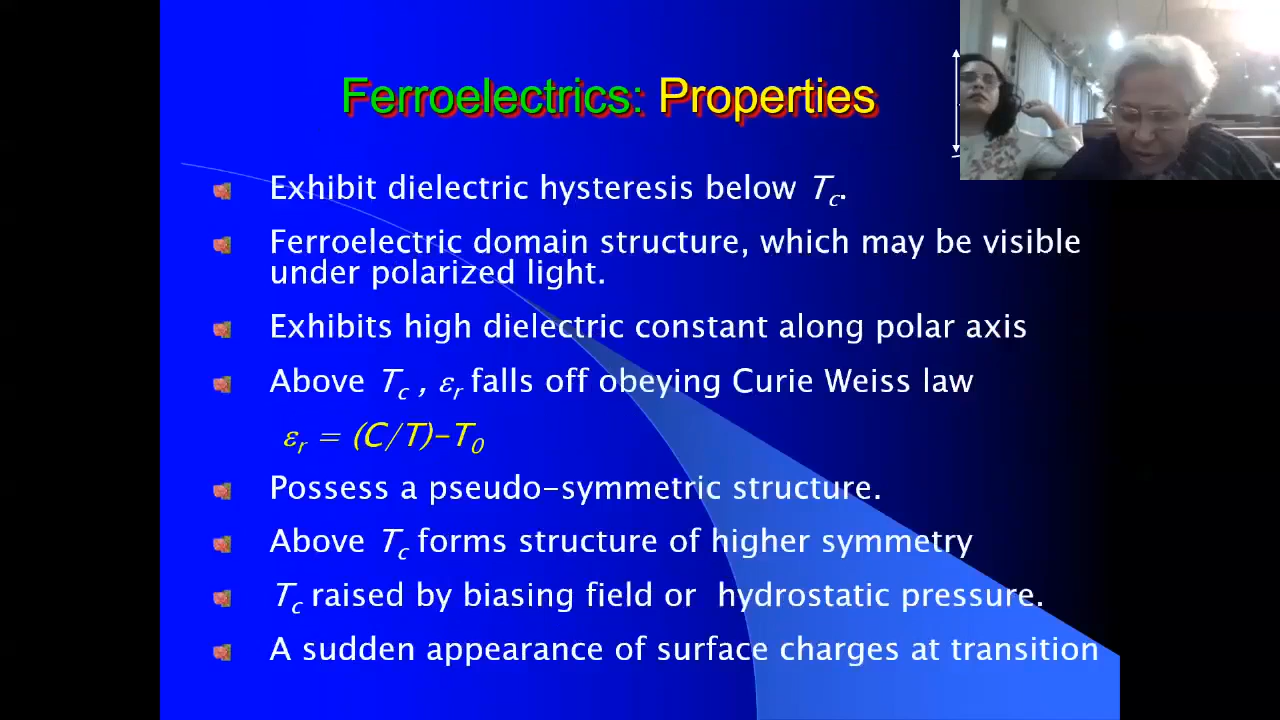 Ferroelectrics: Properties
Exhibit dielectric hysteresis below Tc.
Ferroelectric domain structure, which may be visible
under polarized light.
Exhibits high dielectric constant along polar axis
Above Tc , εr falls off obeying Curie Weiss law
εr = (C/T)-T0
Possess a pseudo-symmetric structure.
Above Tc forms structure of higher symmetry
Tc raised by biasing field or hydrostatic pressure.
A sudden appearance of surface charges at transition